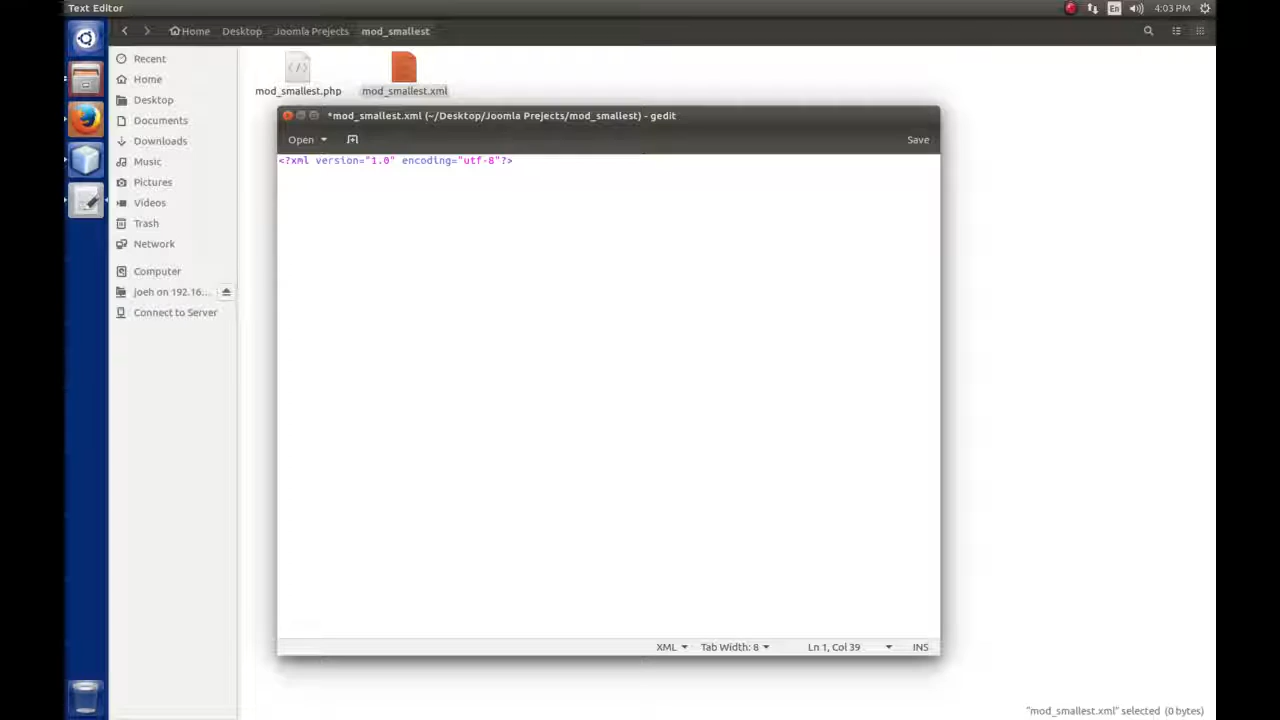 Text Editor
En
4:03 PM
Home
Desktop
Joomla Projects
mod_smallest
Recent
Home
Desktop
Documents
Downloads
Music
Pictures
Videos
Trash
Network
Computer
joeh on 192.16...
Connect to Server
mod_smallest.php
mod_smallest.xml
*mod_smallest.xml (~/Desktop/Joomla Prejects/mod_smallest) - gedit
Open
Save
<?xml version="1.0" encoding="utf-8"?>
XML
Tab Width: 8
Ln 1, Col 39
INS
"mod_smallest.xml" selected (0 bytes)